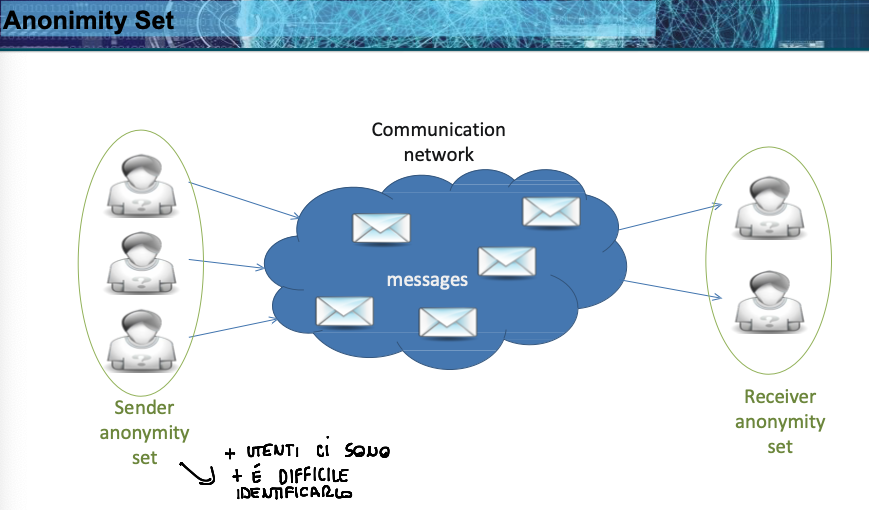 Anonimity Set
Communication
network
messages
Sender
anonymity
set
Receiver
anonymity
set
+ UTENTI CI SONO
+ É DIFFICILE
IDENTIFICARLO